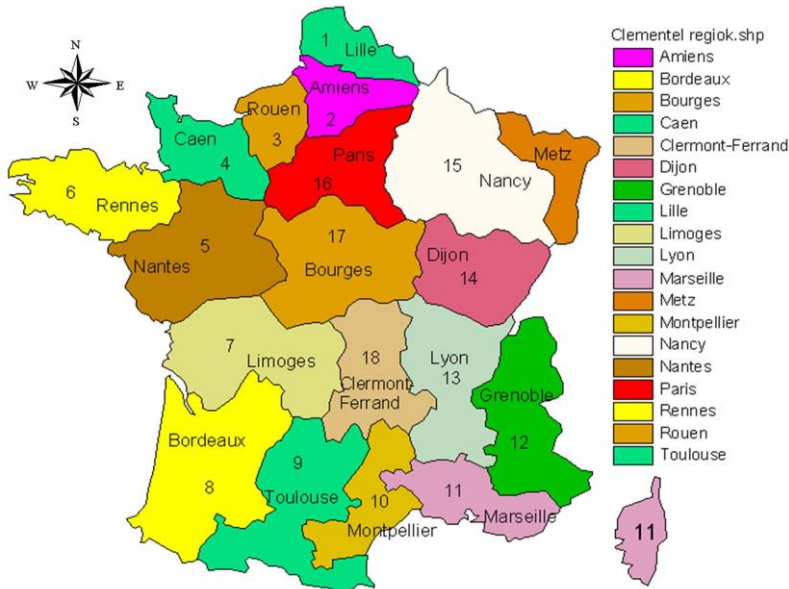 N
W E
S
1
Lille
Amiens
2
Rouen
3
Caen
4
Paris
16
15
Nancy
Metz
6
Rennes
5
Nantes
17
Bourges
Dijon
14
7
Limoges
18
Clermont-
Ferrand
Lyon
13
Grenoble
12
Bordeaux
8
9
Toulouse
10
Montpellier
11
Marseille
11
Clementel regiok.shp
Amiens
Bordeaux
Bourges
Caen
Clermont-Ferrand
Dijon
Grenoble
Lille
Limoges
Lyon
Marseille
Metz
Montpellier
Nancy
Nantes
Paris
Rennes
Rouen
Toulouse